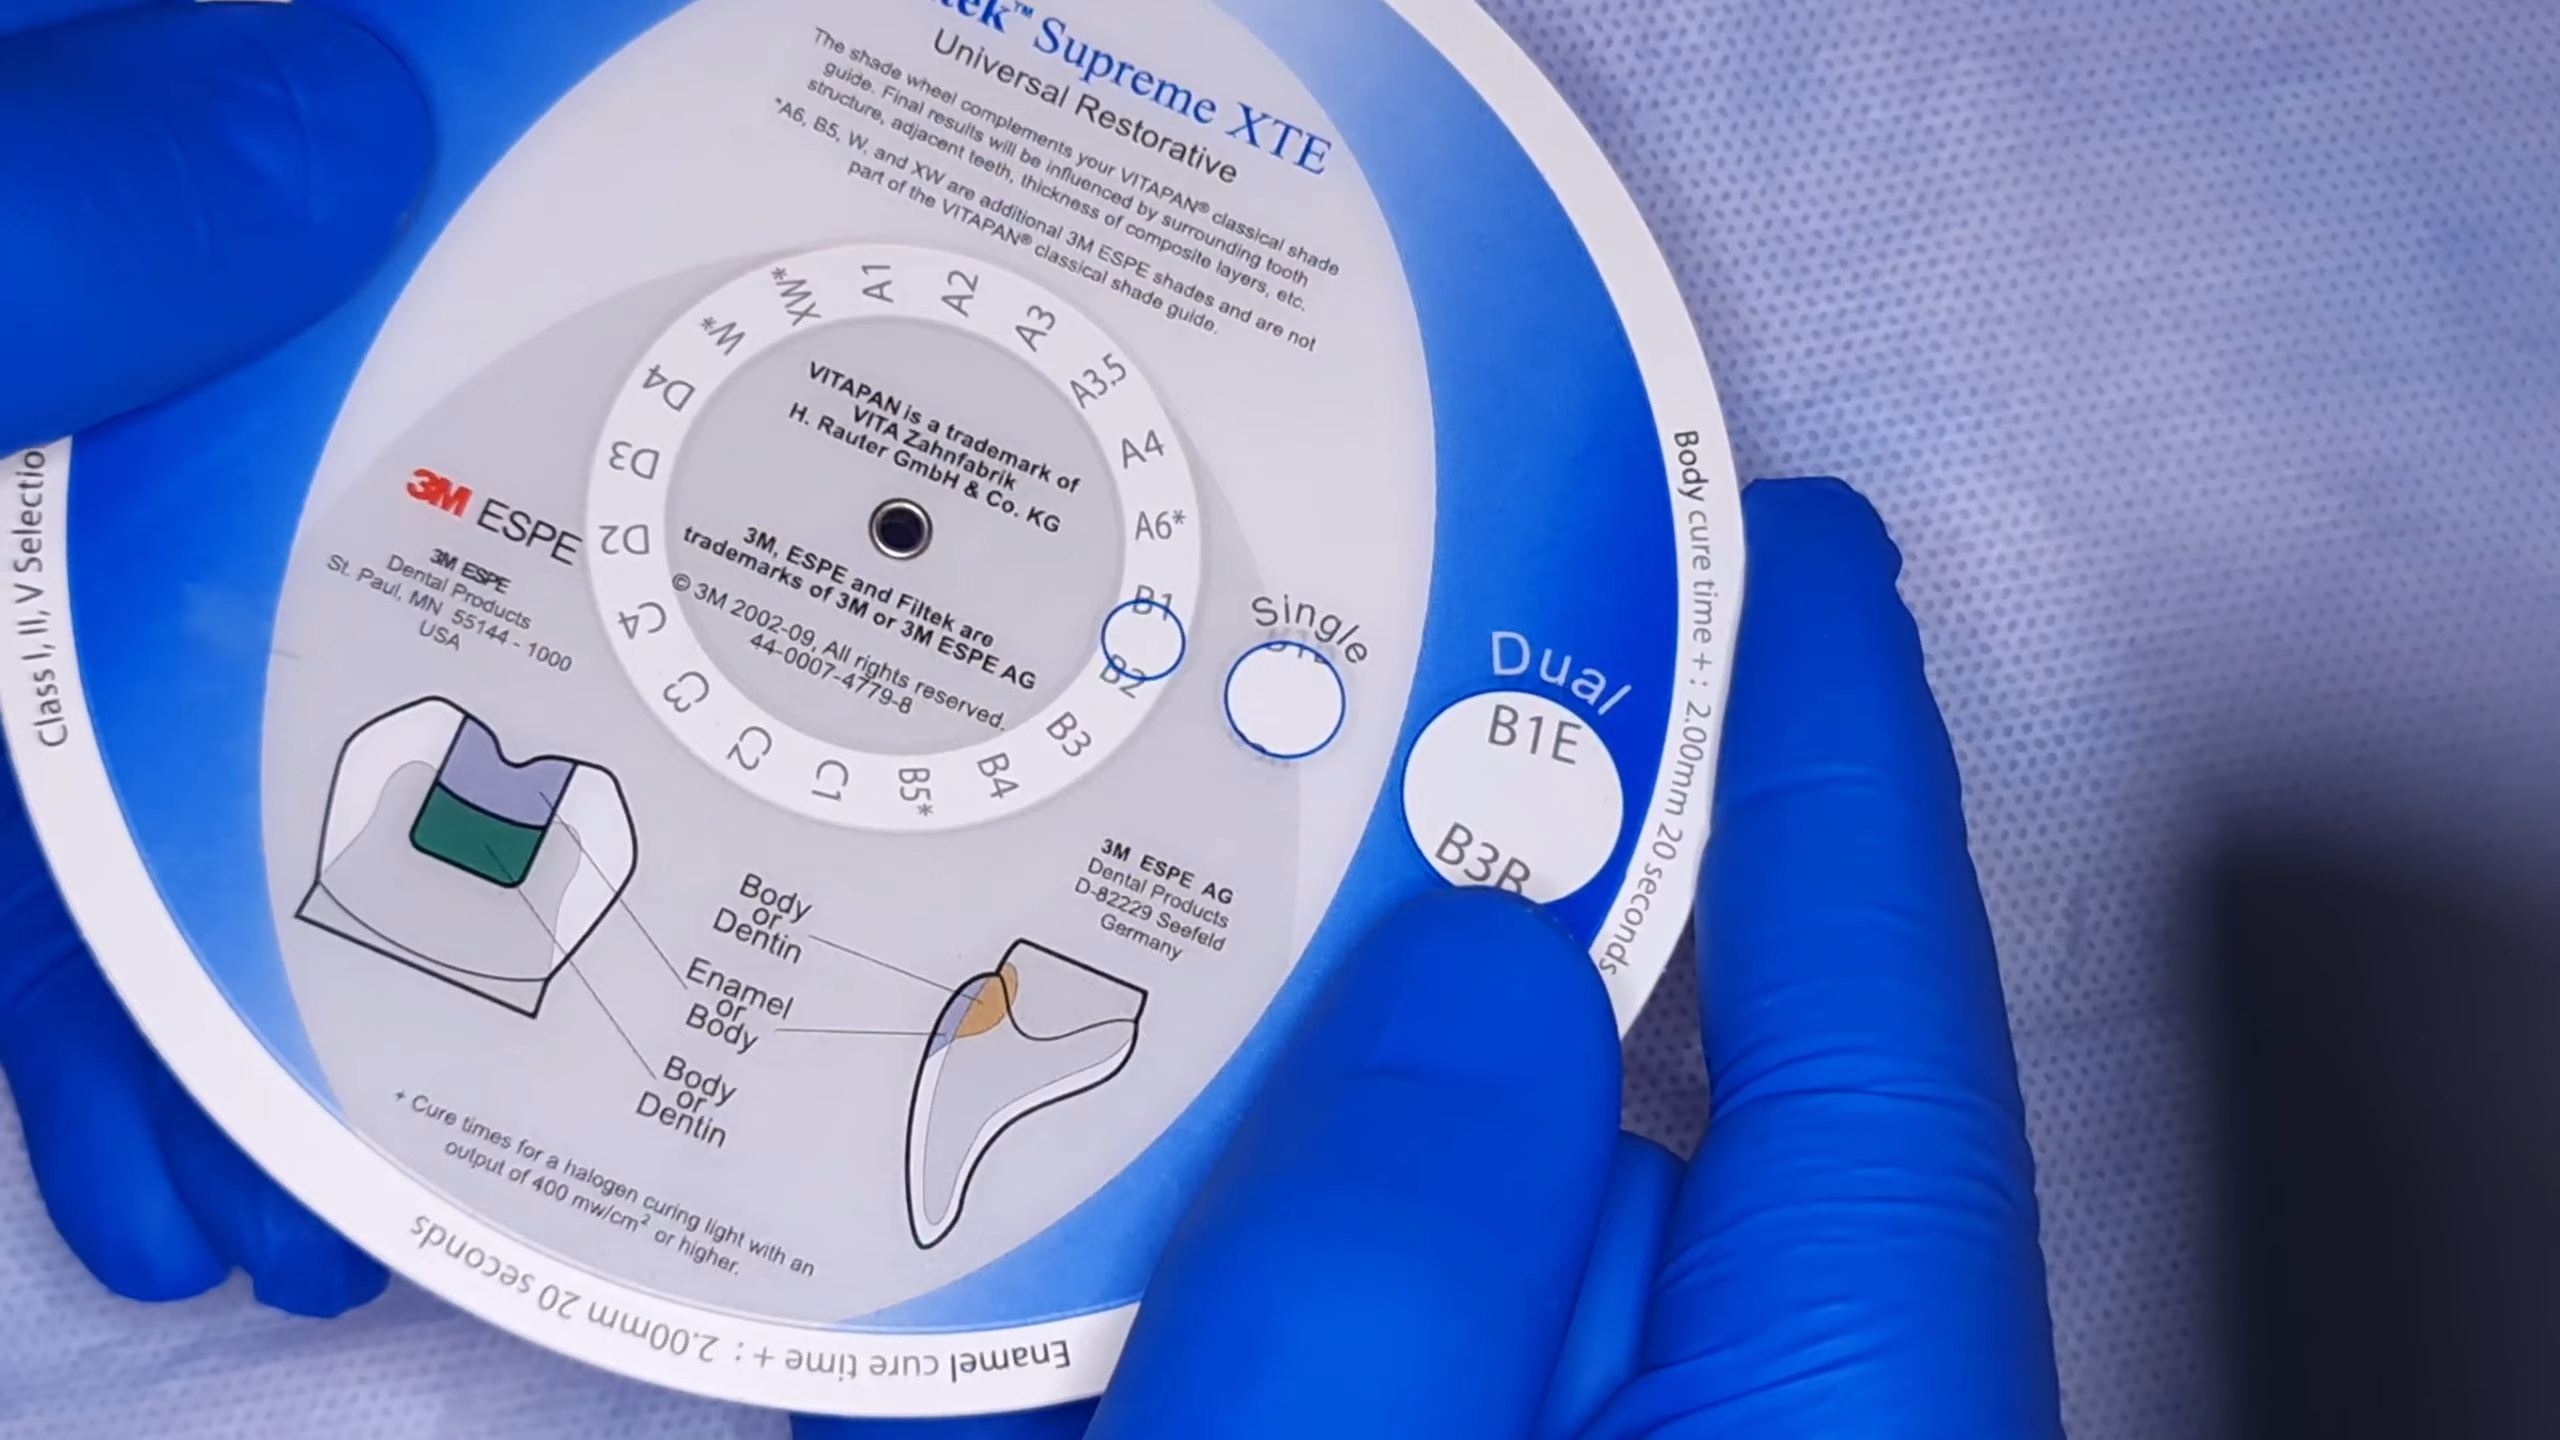 Supreme XTE
Universal Restorative
The shade wheel complements your VITAPAN® classical shade
guide. Final results will be influenced by surrounding tooth
structure, adjacent teeth, thickness of composite layers, etc.
*A6, B5, W, and XW are additional 3M ESPE shades and are not
part of the VITAPAN® classical shade guide.
XW*
A1
A2
A3
A3.5
A4
A6*
B1
B2
B3
B4
B5*
C1
C2
C3
C4
D2
D3
D4
W*
VITAPAN is a trademark of
VITA Zahnfabrik
H. Rauter GmbH & Co. KG
3M, ESPE and Filtek are
trademarks of 3M or 3M ESPE AG
© 3M 2002-09, All rights reserved.
44-0007-4779-8
3M ESPE
3M ESPE
Dental Products
St. Paul, MN 55144 - 1000
USA
Single
Dual
B1E
B3B
Body
or
Dentin
Enamel
or
Body
Body
or
Dentin
3M ESPE AG
Dental Products
D-82229 Seefeld
Germany
+ Cure times for a halogen curing light with an
output of 400 mw/cm² or higher.
Class I, II, V Selectio
Body cure time + : 2.00mm 20 seconds
Enamel cure time + : 2.00mm 20 seconds